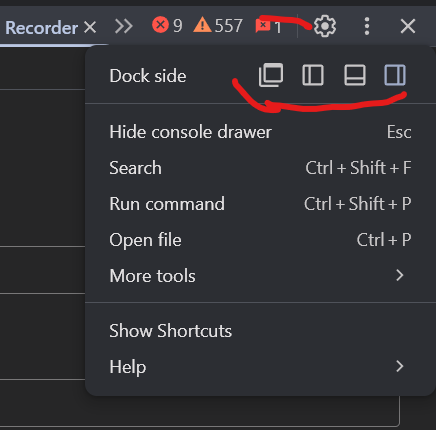 Recorder 9 557 1
Dock side
Hide console drawer Esc
Search Ctrl + Shift + F
Run command Ctrl + Shift + P
Open file Ctrl + P
More tools
Show Shortcuts
Help